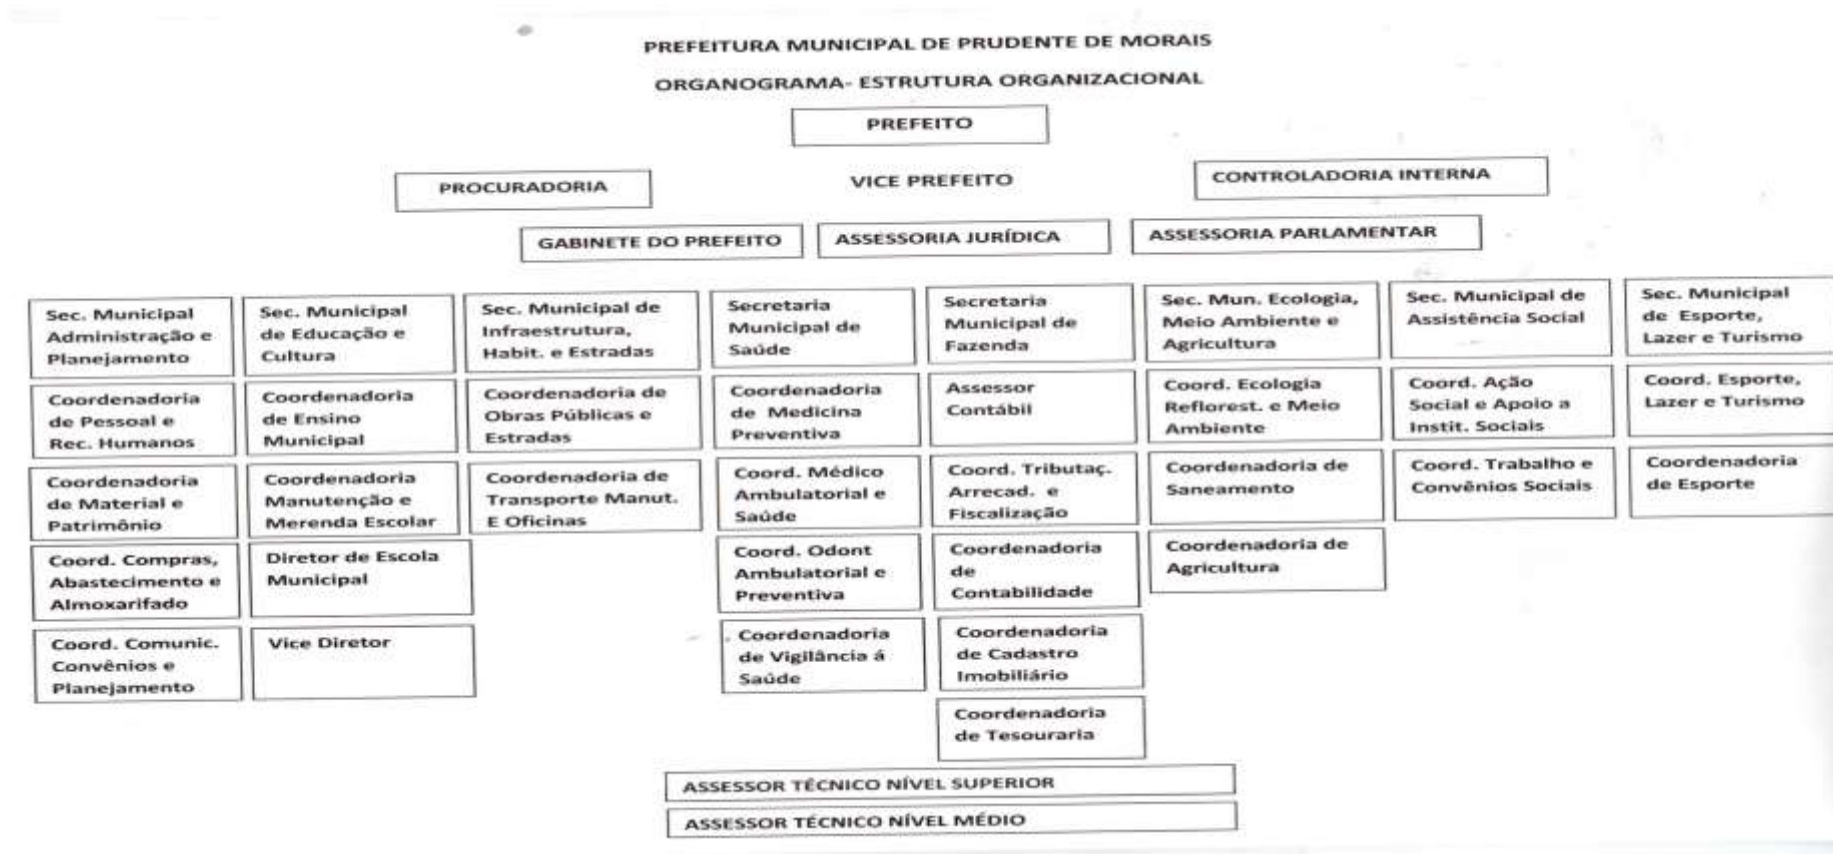 PREFEITURA MUNICIPAL DE PRUDENTE DE MORAIS
ORGANOGRAMA- ESTRUTURA ORGANIZACIONAL
PREFEITO
PROCURADORIA
VICE PREFEITO
CONTROLADORIA INTERNA
GABINETE DO PREFEITO
ASSESSORIA JURÍDICA
ASSESSORIA PARLAMENTAR
Sec. Municipal
Administração e
Planejamento
Coordenadoria
de Pessoal e
Rec. Humanos
Coordenadoria
de Material e
Patrimônio
Coord. Compras,
Abastecimento e
Almoxarifado
Coord. Comunic.
Convênios e
Planejamento
Sec. Municipal
de Educação e
Cultura
Coordenadoria
de Ensino
Municipal
Coordenadoria
Manutenção e
Merenda Escolar
Diretor de Escola
Municipal
Vice Diretor
Sec. Municipal de
Infraestrutura,
Habit. e Estradas
Coordenadoria de
Obras Públicas e
Estradas
Coordenadoria de
Transporte Manut.
E Oficinas
Secretaria
Municipal de
Saúde
Coordenadoria
de Medicina
Preventiva
Coord. Médico
Ambulatorial e
Saúde
Coord. Odont
Ambulatorial e
Preventiva
Coordenadoria
de Vigilância á
Saúde
Secretaria
Municipal de
Fazenda
Assessor
Contábil
Coord. Tributaç.
Arrecad. e
Fiscalização
Coordenadoria
de
Contabilidade
Coordenadoria
de Cadastro
Imobiliário
Coordenadoria
de Tesouraria
Sec. Mun. Ecologia,
Meio Ambiente e
Agricultura
Coord. Ecologia
Reflorest. e Meio
Ambiente
Coordenadoria de
Saneamento
Coordenadoria de
Agricultura
Sec. Municipal de
Assistência Social
Coord. Ação
Social e Apoio a
Instit. Sociais
Coord. Trabalho e
Convênios Sociais
Sec. Municipal
de Esporte,
Lazer e Turismo
Coord. Esporte,
Lazer e Turismo
Coordenadoria
de Esporte
ASSESSOR TÉCNICO NÍVEL SUPERIOR
ASSESSOR TÉCNICO NÍVEL MÉDIO